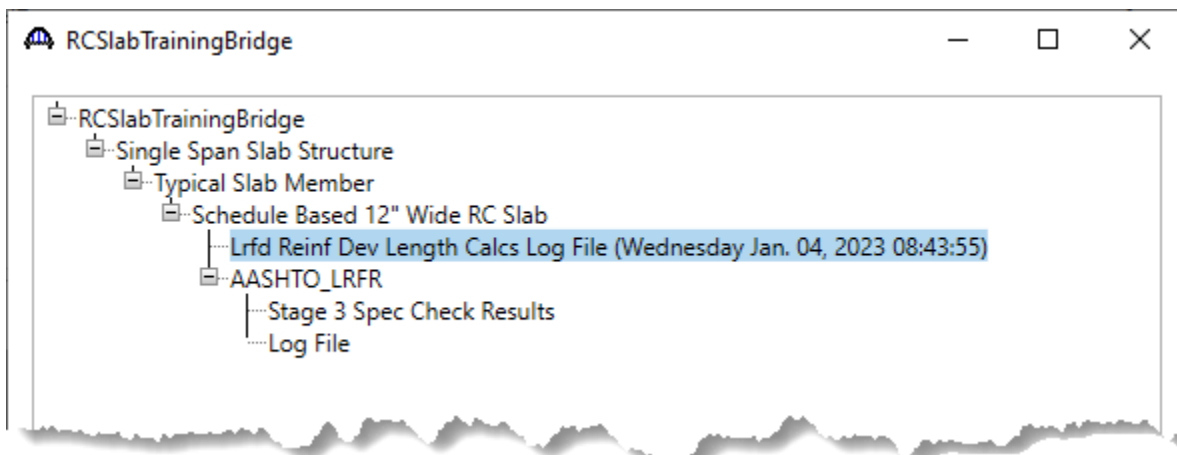 RCSlabTrainingBridge
RCSlabTrainingBridge
Single Span Slab Structure
Typical Slab Member
Schedule Based 12" Wide RC Slab
Lrfd Reinf Dev Length Calcs Log File (Wednesday Jan. 04, 2023 08:43:55)
AASHTO_LRFR
Stage 3 Spec Check Results
Log File